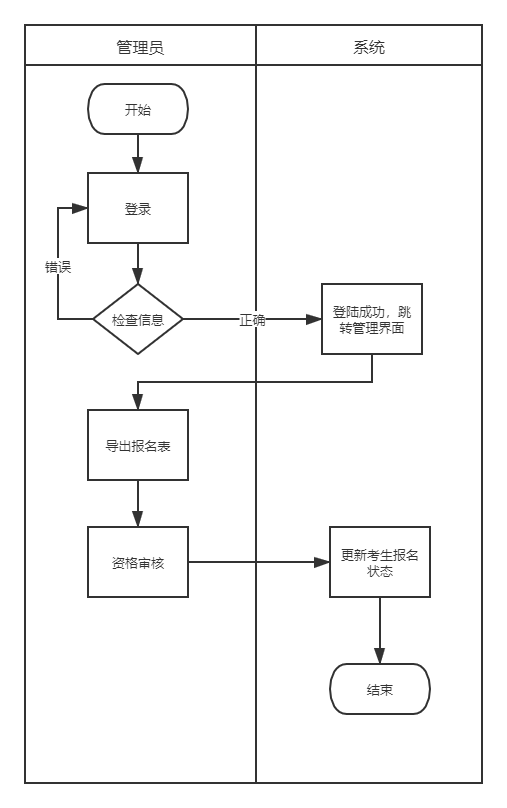 管理员
系统
开始
登录
错误
检查信息
正确
登陆成功，跳
转管理界面
导出报名表
资格审核
更新考生报名
状态
结束